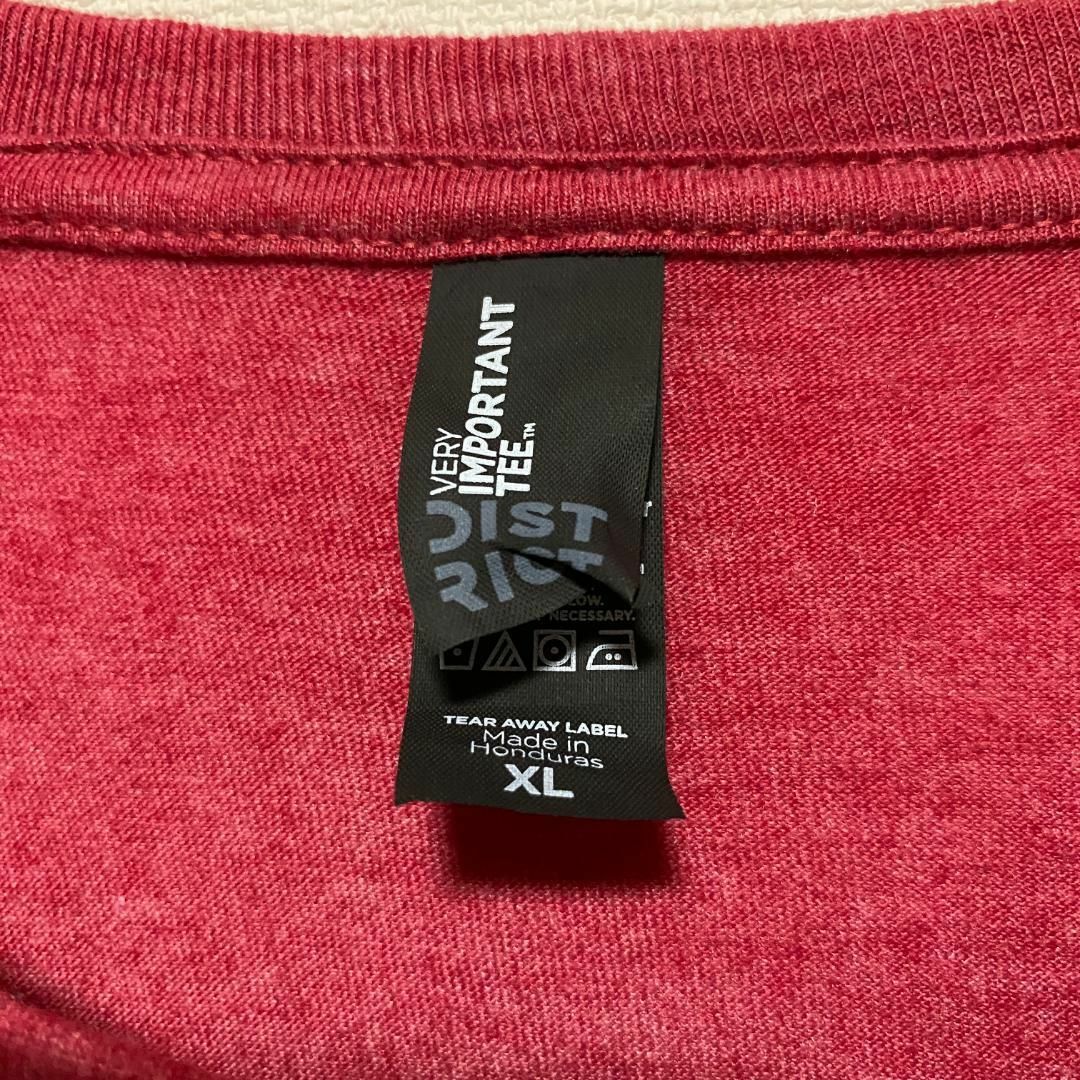 VERY
IMPORTANT
TEE™
DIST
RICT
NECESSARY.
TEAR AWAY LABEL
Made in
Honduras
XL